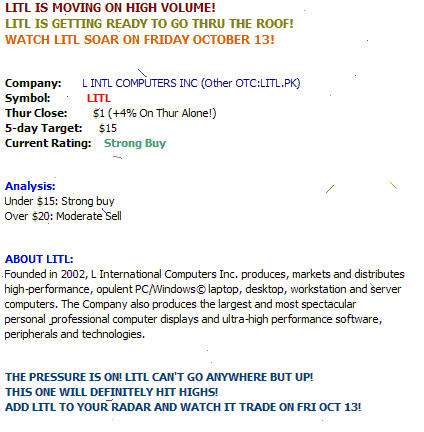 LITL IS MOVING ON HIGH VOLUME!
LITL IS GETTING READY TO GO THRU THE ROOF!
WATCH LITL SOAR ON FRIDAY OCTOBER 13!
Company: L INTL COMPUTERS INC (Other OTC:LITL.PK)
Symbol: LITL
Thur Close: $1 (+4% On Thur Alone!)
5-day Target: $15
Current Rating: Strong Buy
Analysis:
Under $15: Strong buy
Over $20: Moderate Sell
ABOUT LITL:
Founded in 2002, L International Computers Inc. produces, markets and distributes
high-performance, opulent PC/Windows© laptop, desktop, workstation and server
computers. The Company also produces the largest and most spectacular
personal professional computer displays and ultra-high performance software,
peripherals and technologies.
THE PRESSURE IS ON! LITL CAN'T GO ANYWHERE BUT UP!
THIS ONE WILL DEFINITELY HIT HIGHS!
ADD LITL TO YOUR RADAR AND WATCH IT TRADE ON FRI OCT 13!